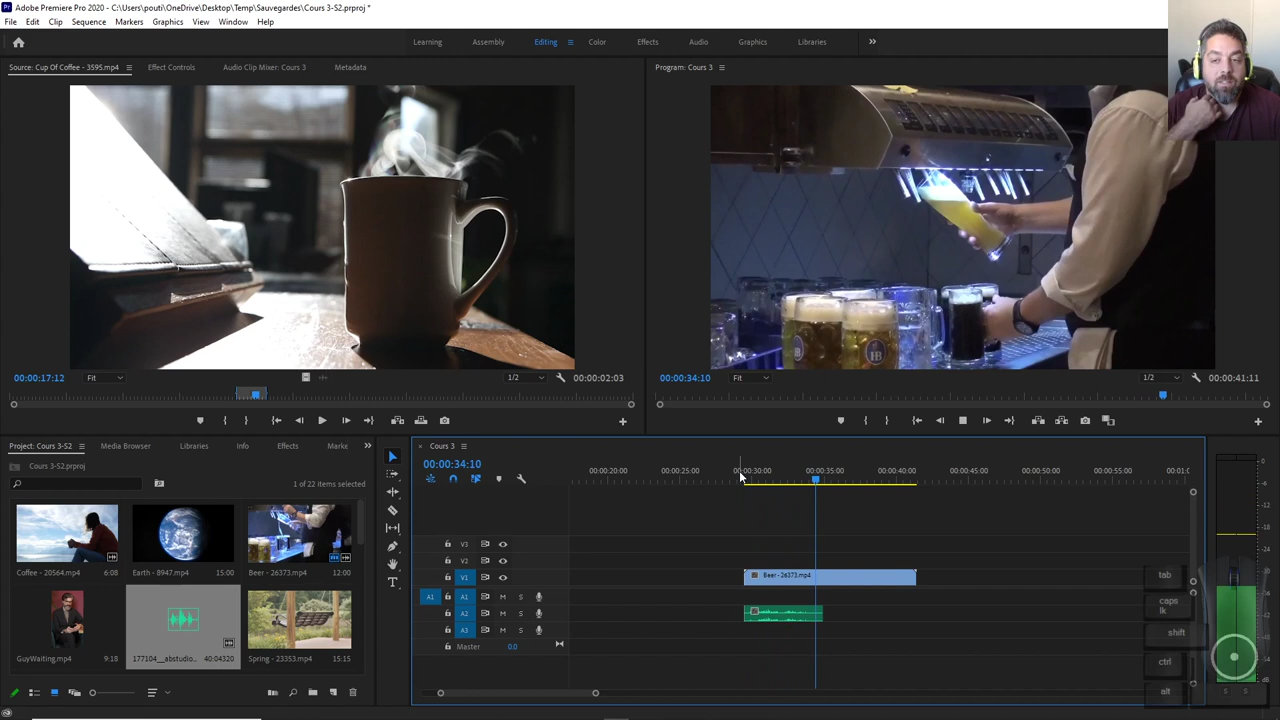 Adobe Premiere Pro 2020 - C:\Users\pouti\OneDrive\Desktop\Temp\Sauvegardes\Cours 3-S2.prproj *
File Edit Clip Sequence Markers Graphics View Window Help
Learning Assembly Editing Color Effects Audio Graphics Libraries
Source: Cup Of Coffee - 3595.mp4 Effect Controls Audio Clip Mixer: Cours 3 Metadata
Program: Cours 3
HB
00:00:17:12 Fit 1/2 00:00:02:03
00:00:34:10 Fit 1/2 00:00:41:11
Project: Cours 3-S2 Media Browser Libraries Info Effects Marke
Cours 3-S2.prproj
1 of 22 items selected
Coffee - 20564.mp4 6:08
Earth - 8947.mp4 15:00
Beer - 26373.mp4 12:00
GuyWaiting.mp4 9:18
177104__abstudio... 40:04320
Spring - 23353.mp4 15:15
Cours 3
00:00:34:10
00:00:20:00 00:00:25:00 00:00:30:00 00:00:35:00 00:00:40:00 00:00:45:00 00:00:50:00 00:00:55:00 00:01:0
V3
V2
V1 Beer - 26373.mp4
A1 A1 M S
A2 M S
A3 M S
Master 0,0
tab
caps
lk
shift
ctrl
alt
S S